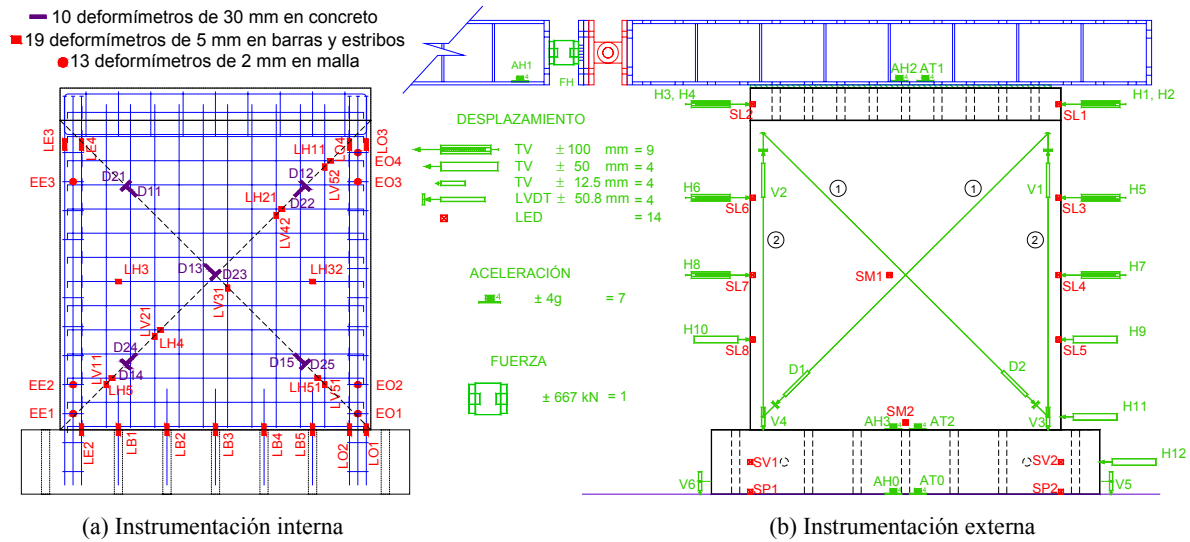 10 deformímetros de 30 mm en concreto
19 deformímetros de 5 mm en barras y estribos
13 deformímetros de 2 mm en malla
LE3
LE4
LH11
LO4
LO3
EO4
EE3
D21
D11
D12
LV52
EO3
LH21
D22
LV42
LH3
D13
D23
LH32
LV31
LV21
LH4
LV11
D24
D14
D15
D25
EE2
LH5
LH51
LV51
EO2
EE1
EO1
LE2
LB1
LB2
LB3
LB4
LB5
LO2
LO1
(a) Instrumentación interna
AH1
FH
AH2
AT1
H3, H4
SL2
H1, H2
SL1
DESPLAZAMIENTO
TV ± 100 mm = 9
TV ± 50 mm = 4
TV ± 12.5 mm = 4
LVDT ± 50.8 mm = 4
LED = 14
ACELERACIÓN
± 4g = 7
FUERZA
± 667 kN = 1
H6
SL6
V2
1
1
V1
H5
SL3
2
2
H8
SL7
SM1
H7
SL4
H10
SL8
H9
SL5
D1
D2
V4
SM2
AH3
AT2
V3
H11
SV1
SV2
H12
V6
SP1
AH0
AT0
SP2
V5
(b) Instrumentación externa